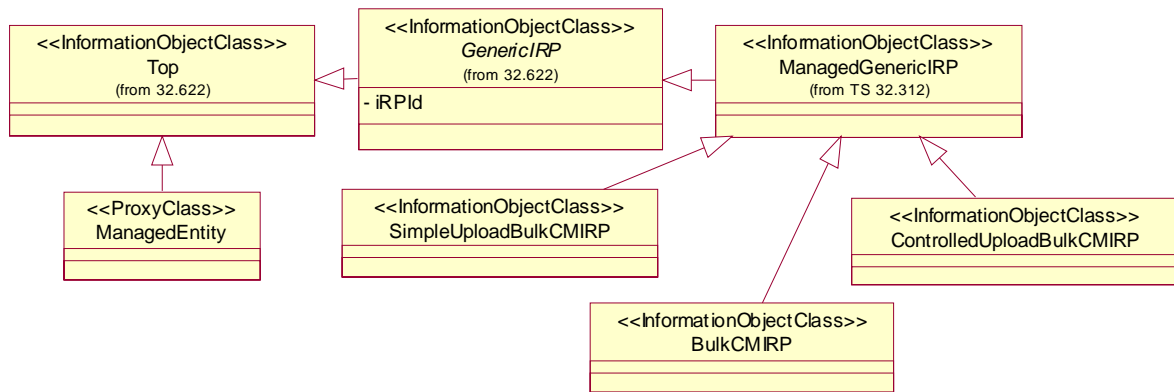 <<InformationObjectClass>>
Top
(from 32.622)
<<InformationObjectClass>>
GenericIRP
(from 32.622)
- iRPId
<<InformationObjectClass>>
ManagedGenericIRP
(from TS 32.312)
<<ProxyClass>>
ManagedEntity
<<InformationObjectClass>>
SimpleUploadBulkCMIRP
<<InformationObjectClass>>
ControlledUploadBulkCMIRP
<<InformationObjectClass>>
BulkCMIRP